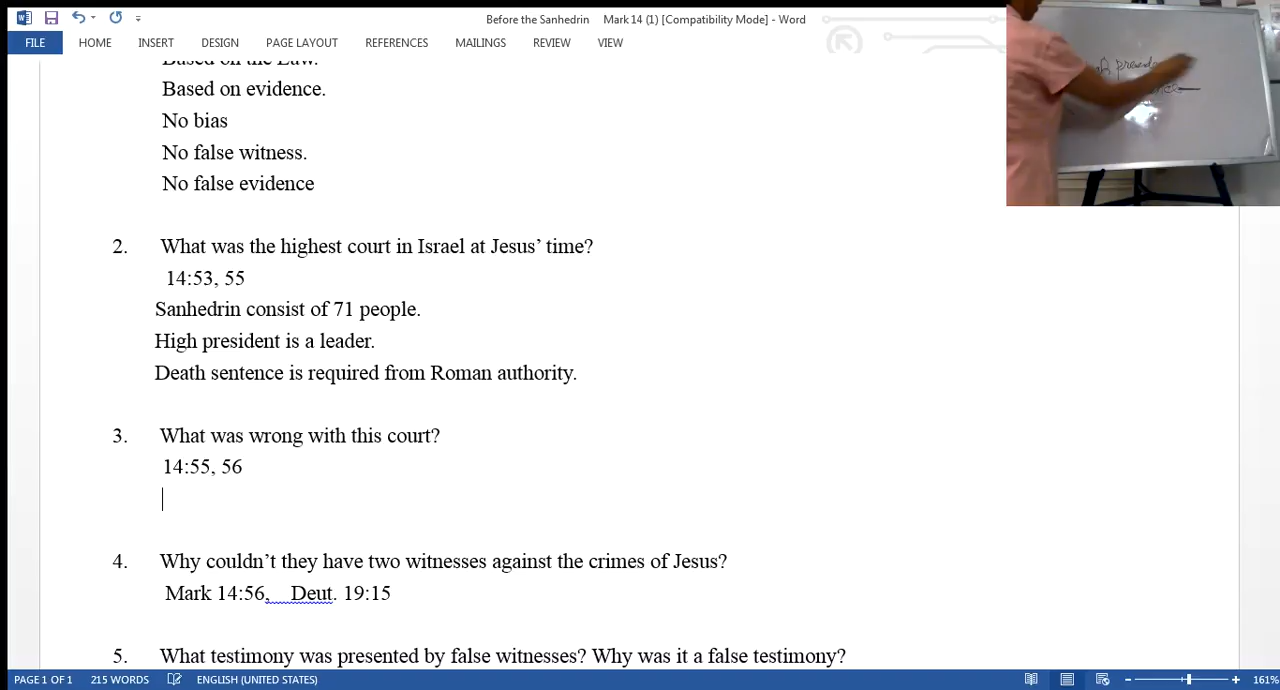 Before the Sanhedrin Mark 14 (1) [Compatibility Mode] - Word
FILE HOME INSERT DESIGN PAGE LAYOUT REFERENCES MAILINGS REVIEW VIEW
Based on the Law.
Based on evidence.
No bias
No false witness.
No false evidence
2. What was the highest court in Israel at Jesus’ time?
14:53, 55
Sanhedrin consist of 71 people.
High president is a leader.
Death sentence is required from Roman authority.
3. What was wrong with this court?
14:55, 56
4. Why couldn’t they have two witnesses against the crimes of Jesus?
Mark 14:56, Deut. 19:15
5. What testimony was presented by false witnesses? Why was it a false testimony?
PAGE 1 OF 1 215 WORDS ENGLISH (UNITED STATES) 161%